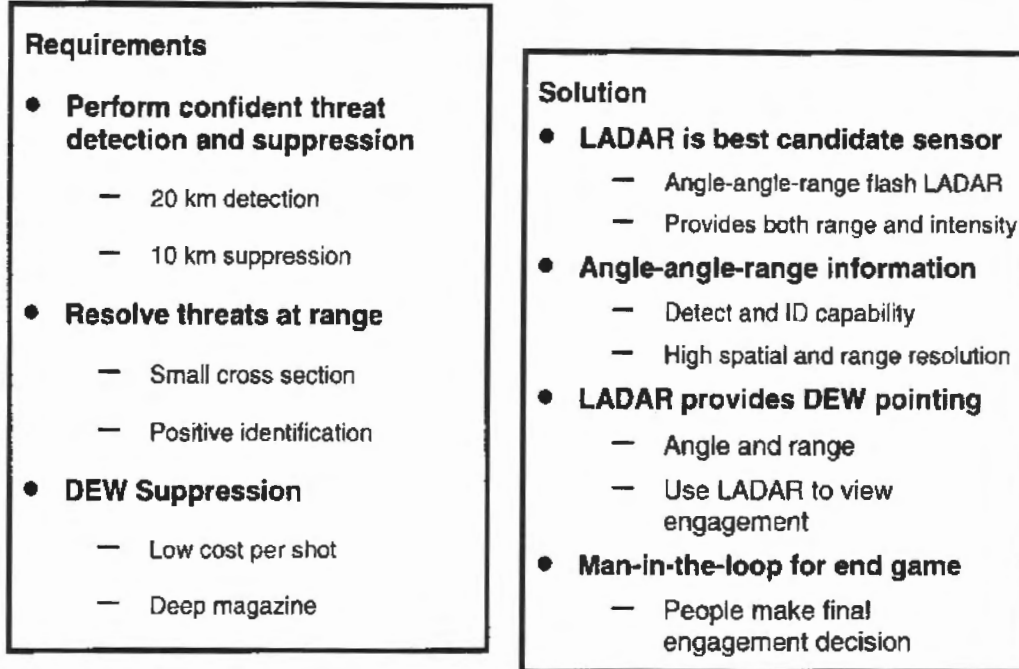 Requirements
• Perform confident threat
detection and suppression
— 20 km detection
— 10 km suppression
• Resolve threats at range
— Small cross section
— Positive identification
• DEW Suppression
— Low cost per shot
— Deep magazine
Solution
• LADAR is best candidate sensor
— Angle-angle-range flash LADAR
— Provides both range and intensity
• Angle-angle-range information
— Detect and ID capability
— High spatial and range resolution
• LADAR provides DEW pointing
— Angle and range
— Use LADAR to view
engagement
• Man-in-the-loop for end game
— People make final
engagement decision